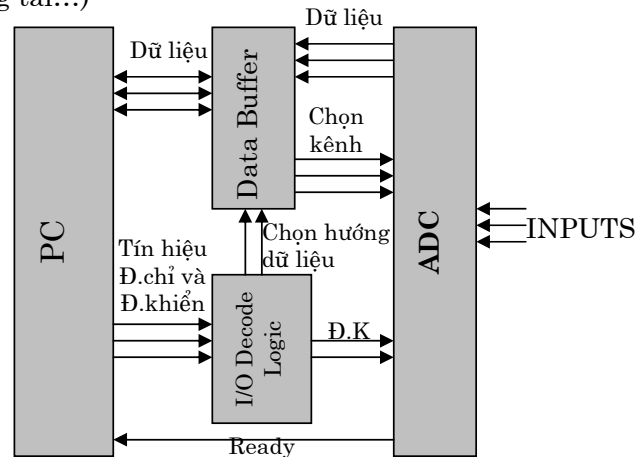 g tải...)
Dữ liệu
Dữ liệu
Data Buffer
Chọn
kênh
PC
ADC
INPUTS
Chọn hướng
dữ liệu
Tín hiệu
Đ.chỉ và
Đ.khiển
I/O Decode
Logic
Đ.K
Ready